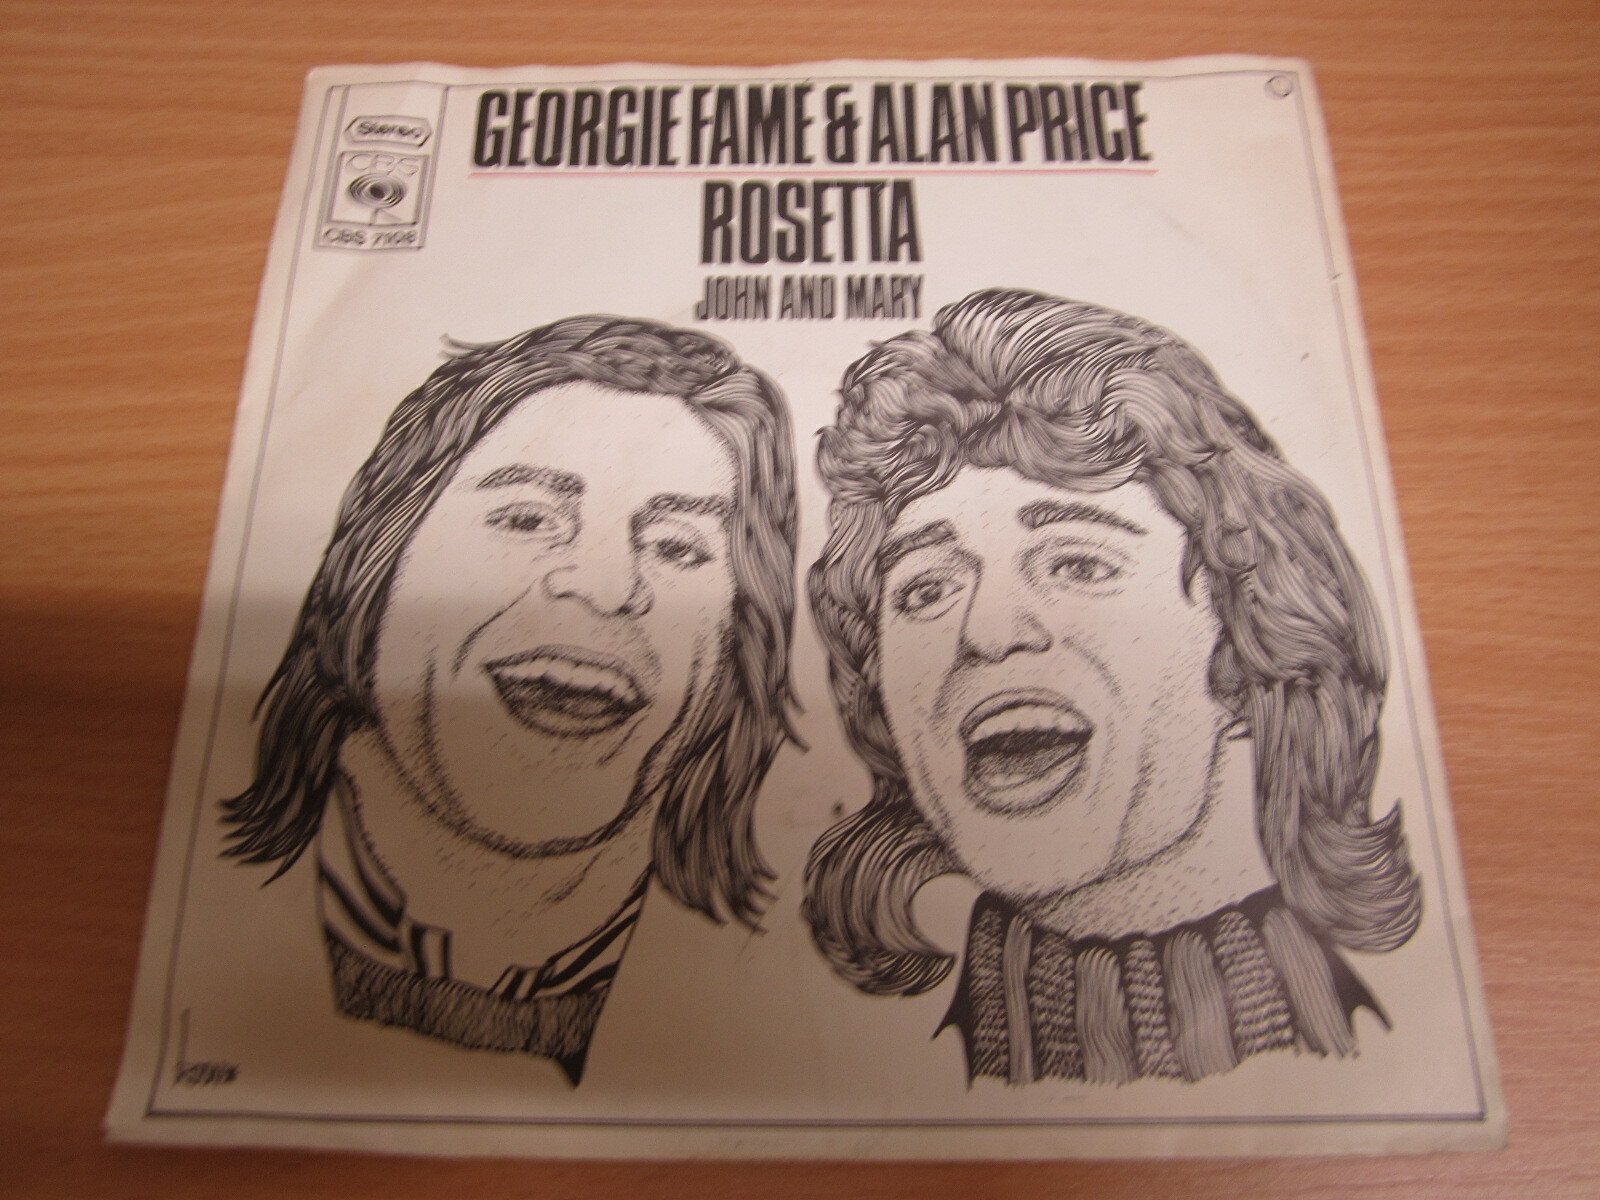 GEORGIE FAME & ALAN PRICE
ROSETTA
JOHN AND MARY
Stereo
CBS
CBS 7108